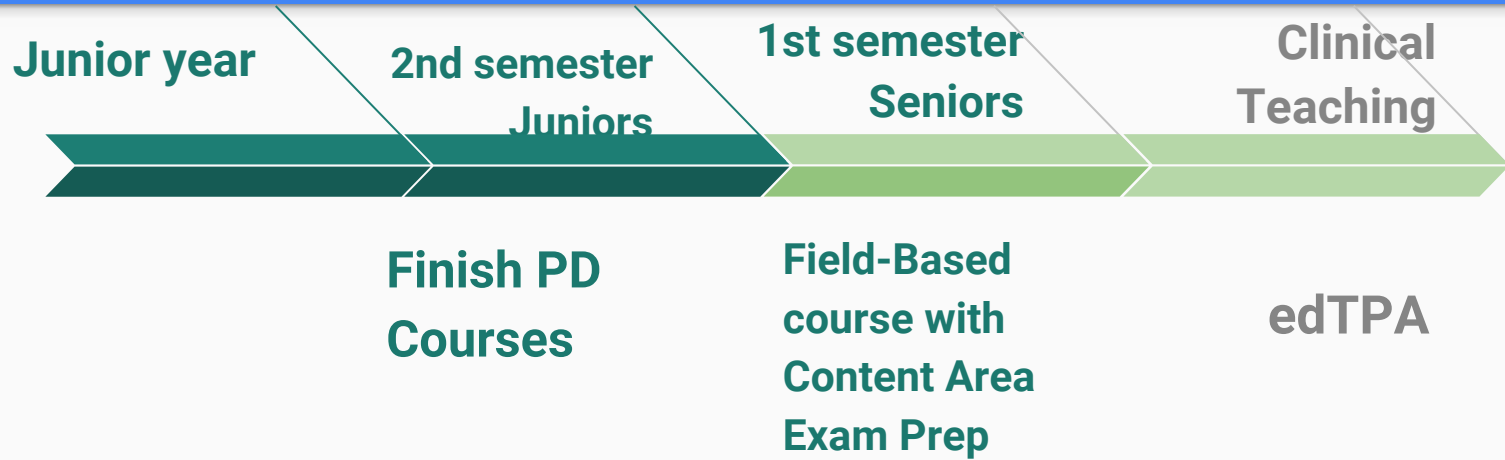 Junior year
2nd semester
Juniors
1st semester
Seniors
Clinical
Teaching
Finish PD
Courses
Field-Based
course with
Content Area
Exam Prep
edTPA